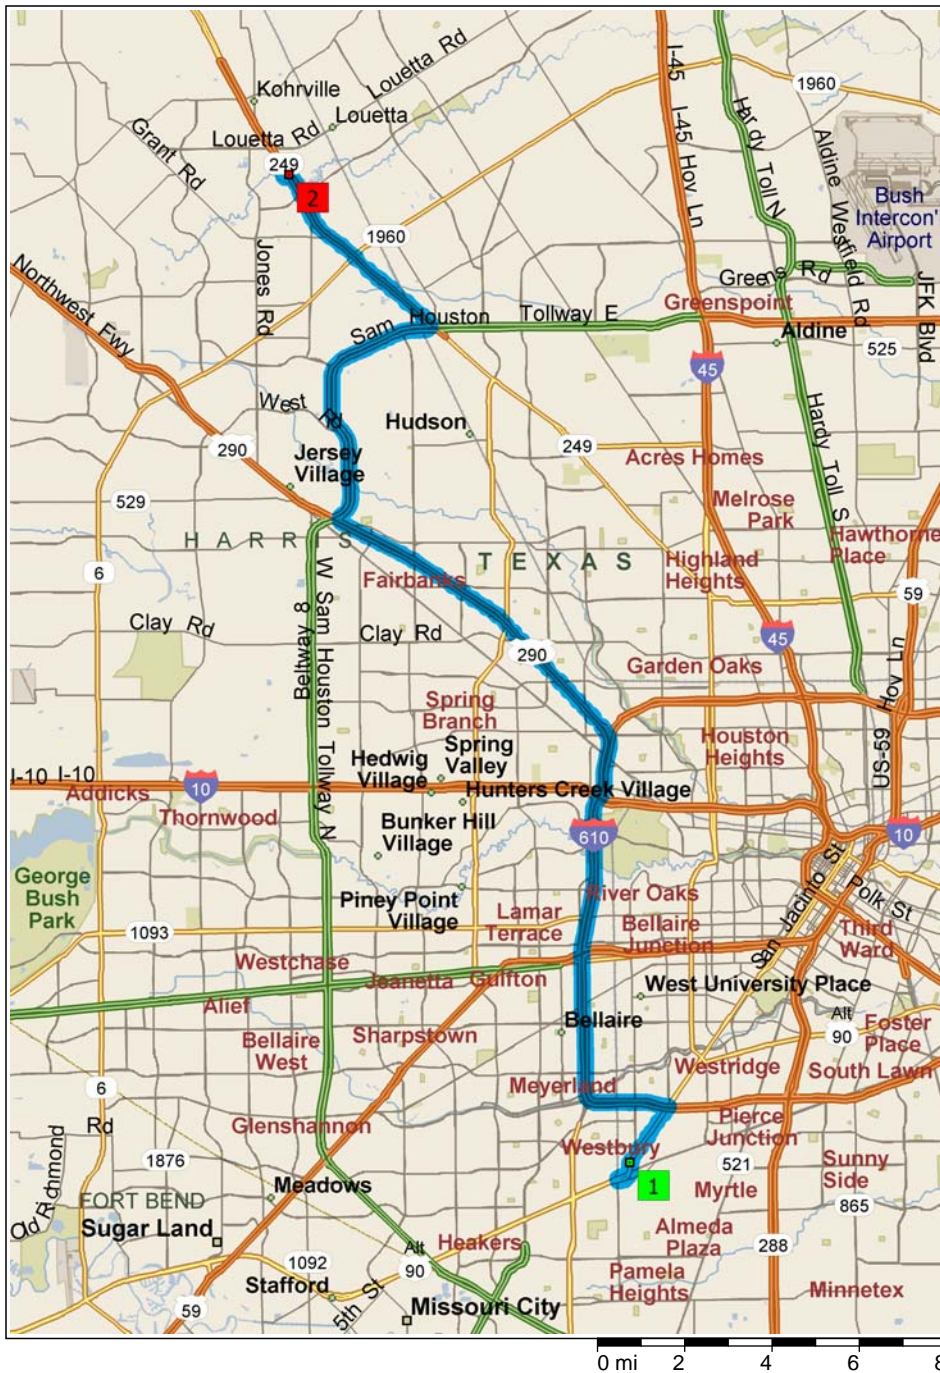 Kohrville
Louetta Rd
Louetta
Louetta Rd
Grant Rd
249
2
1960
I-45
I-45 Hov Ln
Hardy Toll N
1960
Aldine Westfield Rd
Bush
Intercon'
Airport
Jones Rd
1960
Greens Rd
JFK Blvd
Northwest Fwy
Sam Houston Tollway E
Greenspoint
Aldine
525
45
West Rd
Hudson
290
Jersey
Village
249
Hardy Toll S
Acres Homes
529
Melrose
Park
HARRIS
TEXAS
Hawthorne
Place
6
Fairbanks
Highland
Heights
59
Clay Rd
Clay Rd
45
290
Garden Oaks
Beltway 8
W Sam Houston Tollway N
Spring
Branch
Houston
Heights
US-59 Hov Ln
Spring
Valley
Hedwig
Village
I-10 I-10
10
Hunters Creek Village
Addicks
Thornwood
Bunker Hill
Village
610
10
George
Bush
Park
Piney Point
Village
River Oaks
San Jacinto St
Polk St
1093
Lamar
Terrace
Bellaire
Junction
Third
Ward
Westchase
Jeanetta
Gulfton
West University Place
Alief
Bellaire
Alt
90
Foster
Place
Bellaire
West
Sharpstown
Westridge
South Lawn
6
Meyerland
Old Richmond Rd
Glenshannon
Pierce
Junction
1876
Westbury
521
Sunny
Side
FORT BEND
Meadows
1
Myrtle
865
Sugar Land
Heakers
Almeda
Plaza
288
1092
Alt
90
Stafford
Pamela
Heights
Minnetex
59
5th St
Missouri City
0 mi 2 4 6 8